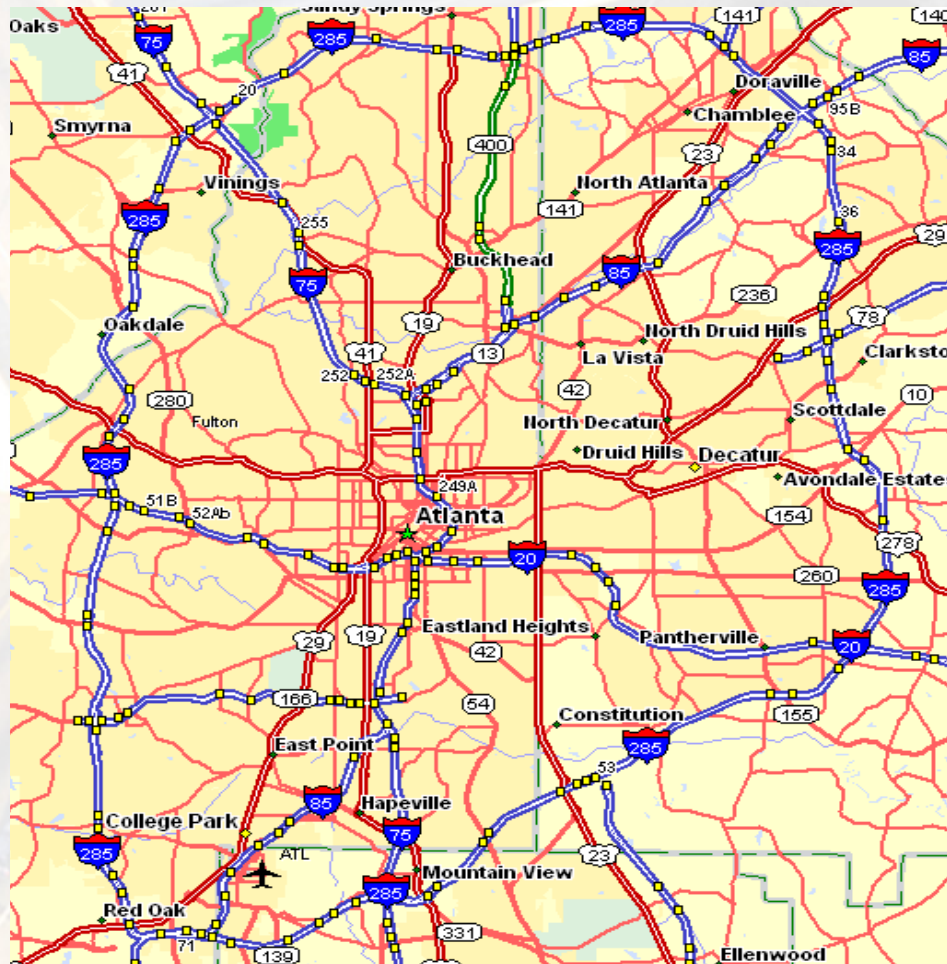 Oaks
75
285
Sandy Springs
285
141
140
41
85
20
Doraville
95B
Chamblee
Smyrna
400
23
34
Vinings
North Atlanta
141
36
285
255
29
285
Buckhead
85
75
236
Oakdale
19
78
North Druid Hills
41
13
La Vista
Clarksto
252
252A
42
10
280
Scottdale
Fulton
North Decatur
Druid Hills
Decatur
285
249A
Avondale Estate
51B
52Ab
Atlanta
154
278
20
260
285
Eastland Heights
Pantherville
29
19
42
20
166
54
155
Constitution
East Point
285
53
85
Hapeville
College Park
75
285
ATL
23
Mountain View
285
Red Oak
331
71
139
Ellenwood